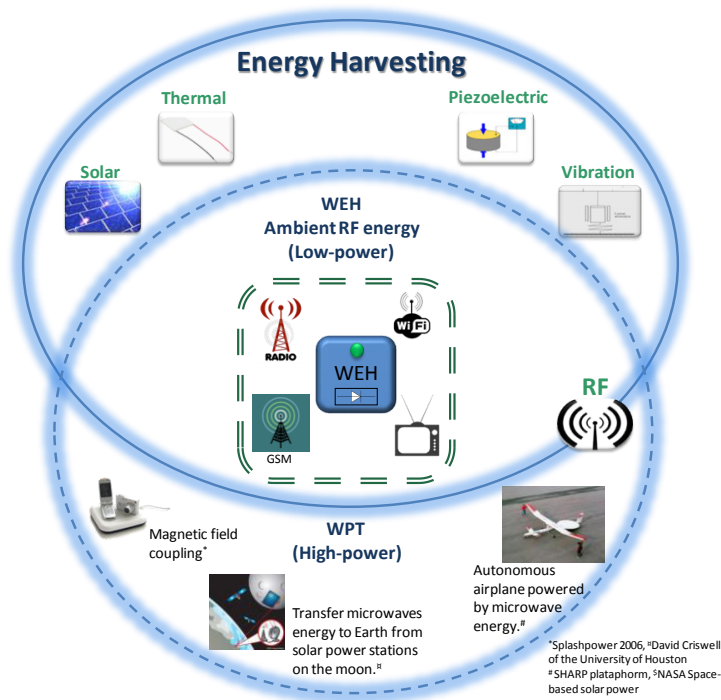 Energy Harvesting
Thermal
Piezoelectric
Solar
Vibration
WEH
Ambient RF energy
(Low-power)
RADIO
WiFi
WEH
GSM
RF
Magnetic field
coupling*
WPT
(High-power)
Transfer microwaves
energy to Earth from
solar power stations
on the moon.¤
Autonomous
airplane powered
by microwave
energy.#
*Splashpower 2006, ¤David Criswell
of the University of Houston
# SHARP plataphorm, $NASA Space-
based solar power